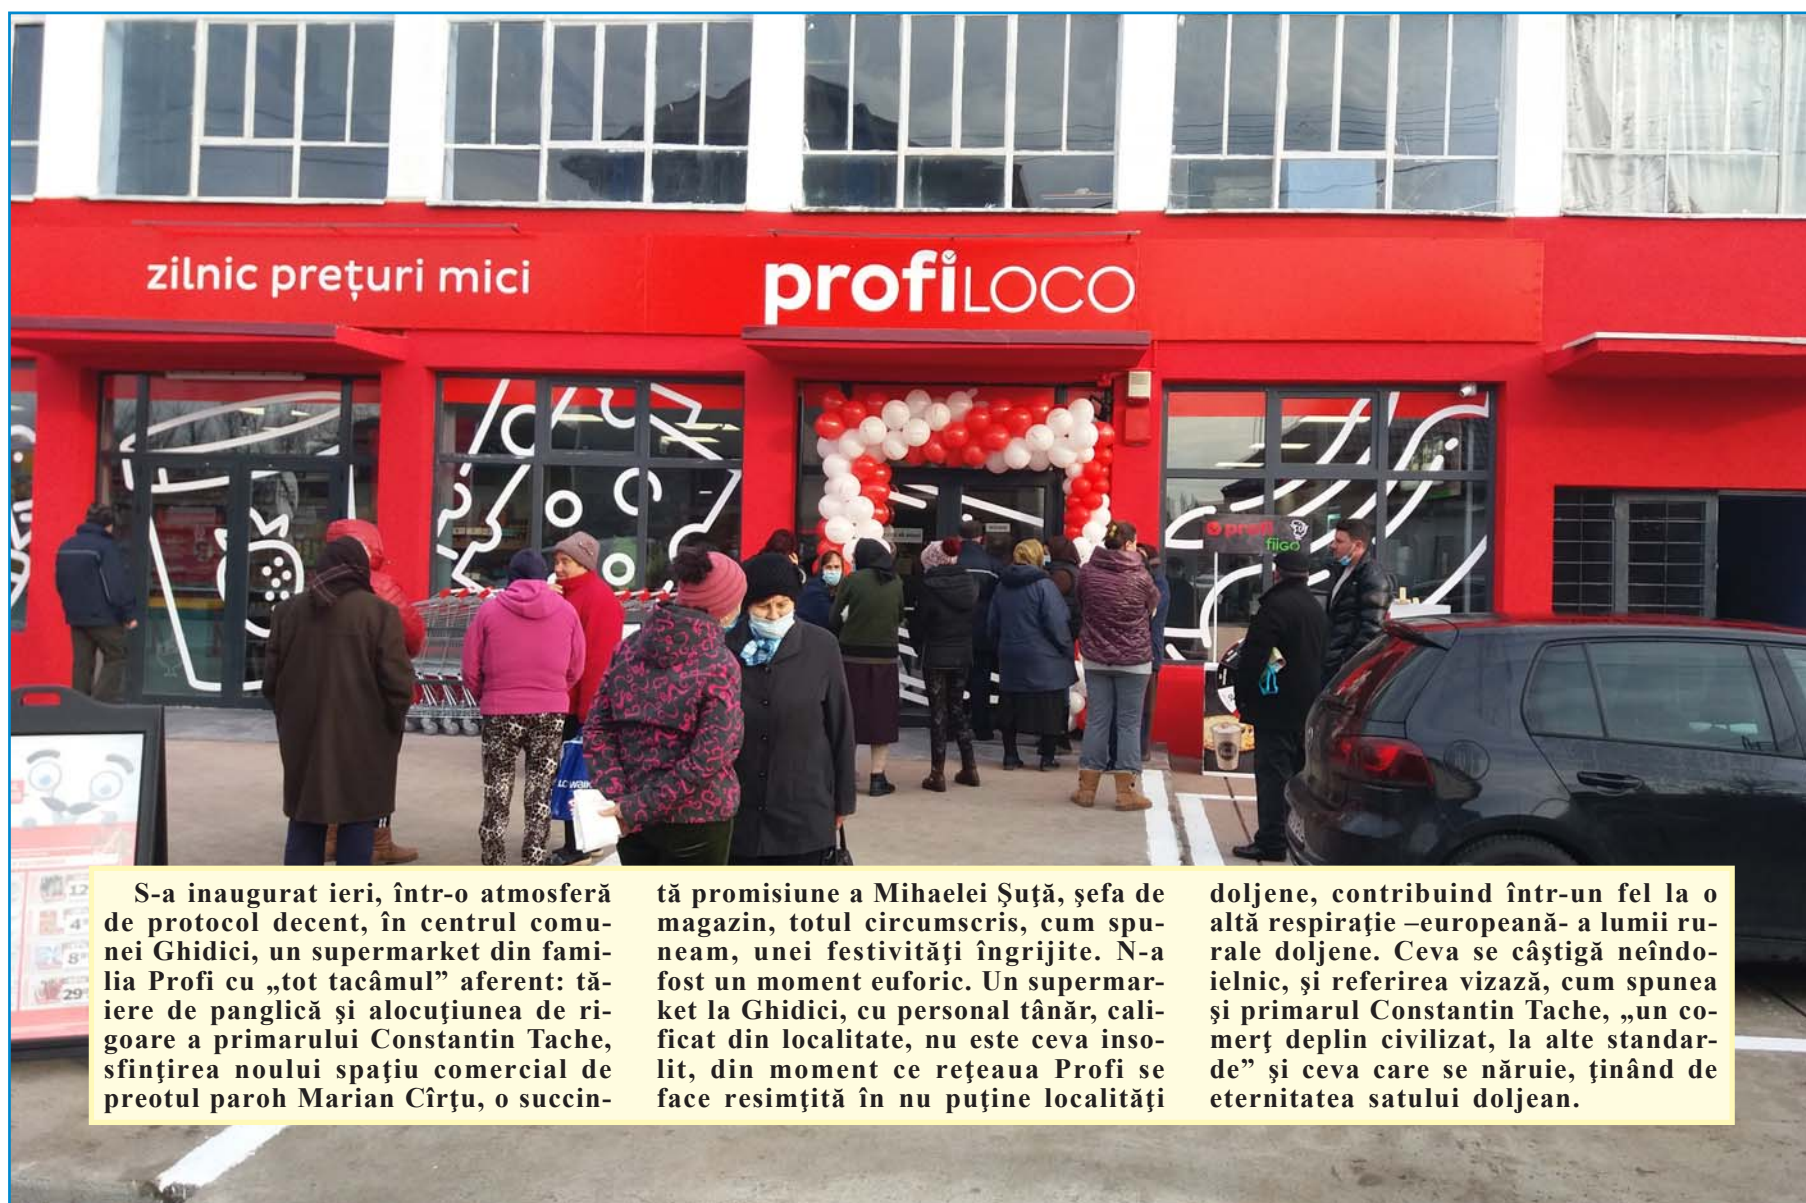 zilnic prețuri mici
profiLOCO
profi
fiiGO
LC WAIK
12
4
8
29
S-a inaugurat ieri, într-o atmosferă
de protocol decent, în centrul comu-
nei Ghidici, un supermarket din fami-
lia Profi cu „tot tacâmul” aferent: tă-
iere de panglică şi alocuţiunea de ri-
goare a primarului Constantin Tache,
sfinţirea noului spaţiu comercial de
preotul paroh Marian Cîrţu, o succin-
tă promisiune a Mihaelei Şuţă, şefa de
magazin, totul circumscris, cum spu-
neam, unei festivităţi îngrijite. N-a
fost un moment euforic. Un supermar-
ket la Ghidici, cu personal tânăr, cali-
ficat din localitate, nu este ceva inso-
lit, din moment ce reţeaua Profi se
face resimţită în nu puţine localităţi
doljene, contribuind într-un fel la o
altă respiraţie –europeană- a lumii ru-
rale doljene. Ceva se câştigă neîndo-
ielnic, şi referirea vizază, cum spunea
şi primarul Constantin Tache, „un co-
merţ deplin civilizat, la alte standar-
de” şi ceva care se năruie, ţinând de
eternitatea satului doljean.